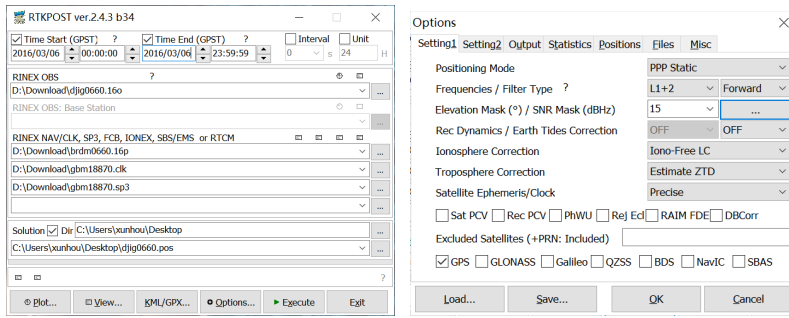 RTKPOST ver.2.4.3 b34
Time Start (GPST) ? Time End (GPST) ? Interval Unit
2016/03/06 00:00:00 2016/03/06 23:59:59 0 s 24 H
RINEX OBS ?
D:\Download\djig0660.16o
...
RINEX OBS: Base Station
...
RINEX NAV/CLK, SP3, FCB, IONEX, SBS/EMS or RTCM
D:\Download\brdm0660.16p
...
D:\Download\gbm18870.clk
...
D:\Download\gbm18870.sp3
...
...
Solution Dir C:\Users\xunhou\Desktop
...
C:\Users\xunhou\Desktop\djig0660.pos
...
?
Plot... View... KML/GPX... Options... Execute Exit
Options
Setting1 Setting2 Output Statistics Positions Files Misc
Positioning Mode PPP Static
Frequencies / Filter Type ? L1+2 Forward
Elevation Mask (°) / SNR Mask (dBHz) 15 ...
Rec Dynamics / Earth Tides Correction OFF OFF
Ionosphere Correction Iono-Free LC
Troposphere Correction Estimate ZTD
Satellite Ephemeris/Clock Precise
Sat PCV Rec PCV PhWU Rej Ecl RAIM FDE DBCorr
Excluded Satellites (+PRN: Included)
GPS GLONASS Galileo QZSS BDS NavIC SBAS
Load... Save... OK Cancel